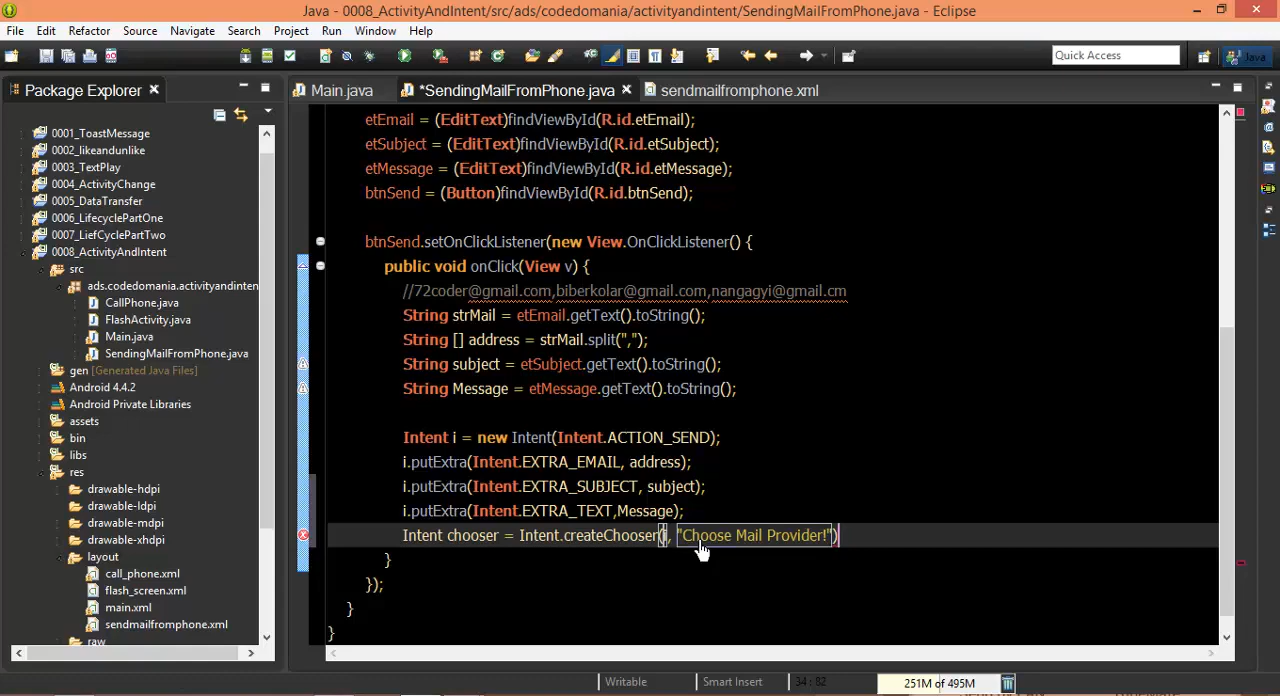 Java - 0008_ActivityAndIntent/src/ads/codedomania/activityandintent/SendingMailFromPhone.java - Eclipse
File Edit Refactor Source Navigate Search Project Run Window Help
Quick Access
Java
Package Explorer
Main.java
*SendingMailFromPhone.java
sendmailfromphone.xml
0001_ToastMessage
0002_likeandunlike
0003_TextPlay
0004_ActivityChange
0005_DataTransfer
0006_LifecyclePartOne
0007_LiefCyclePartTwo
0008_ActivityAndIntent
src
ads.codedomania.activityandinten
CallPhone.java
FlashActivity.java
Main.java
SendingMailFromPhone.java
gen [Generated Java Files]
Android 4.4.2
Android Private Libraries
assets
bin
libs
res
drawable-hdpi
drawable-ldpi
drawable-mdpi
drawable-xhdpi
layout
call_phone.xml
flash_screen.xml
main.xml
sendmailfromphone.xml
raw
etEmail = (EditText)findViewById(R.id.etEmail);
etSubject = (EditText)findViewById(R.id.etSubject);
etMessage = (EditText)findViewById(R.id.etMessage);
btnSend = (Button)findViewById(R.id.btnSend);
btnSend.setOnClickListener(new View.OnClickListener() {
public void onClick(View v) {
//72coder@gmail.com,biberkolar@gmail.com,nangagyi@gmail.cm
String strMail = etEmail.getText().toString();
String [] address = strMail.split(",");
String subject = etSubject.getText().toString();
String Message = etMessage.getText().toString();
Intent i = new Intent(Intent.ACTION_SEND);
i.putExtra(Intent.EXTRA_EMAIL, address);
i.putExtra(Intent.EXTRA_SUBJECT, subject);
i.putExtra(Intent.EXTRA_TEXT,Message);
Intent chooser = Intent.createChooser(i, "Choose Mail Provider!")
}
});
}
}
Writable
Smart Insert
34 : 82
251M of 495M